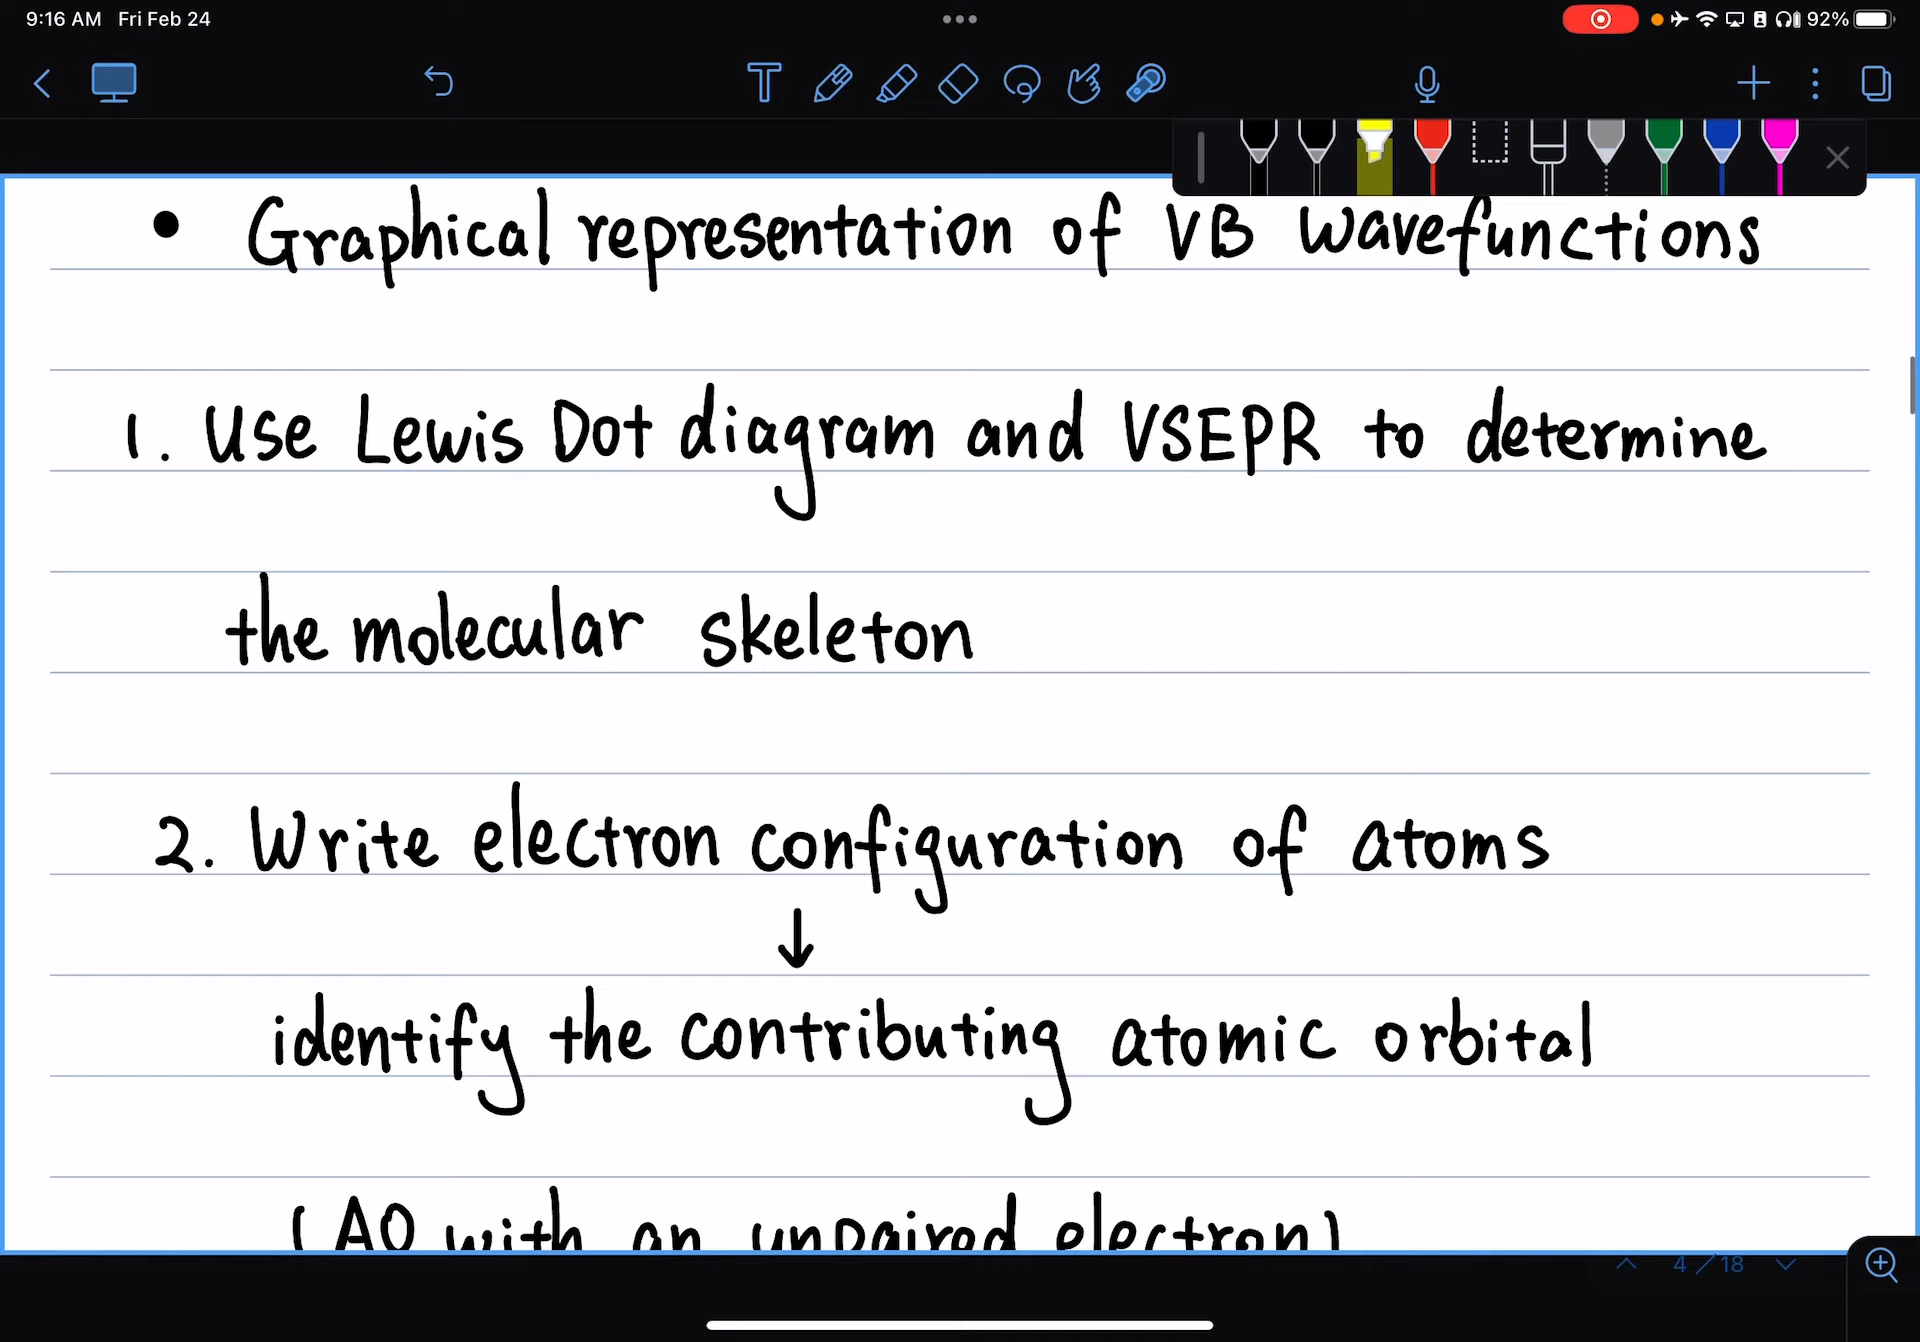 9:16 AM Fri Feb 24
92%
• Graphical representation of VB wavefunctions
1. Use Lewis Dot diagram and VSEPR to determine
the molecular skeleton
2. Write electron configuration of atoms
↓
identify the contributing atomic orbital
(AO with an unpaired electron)
4 / 18